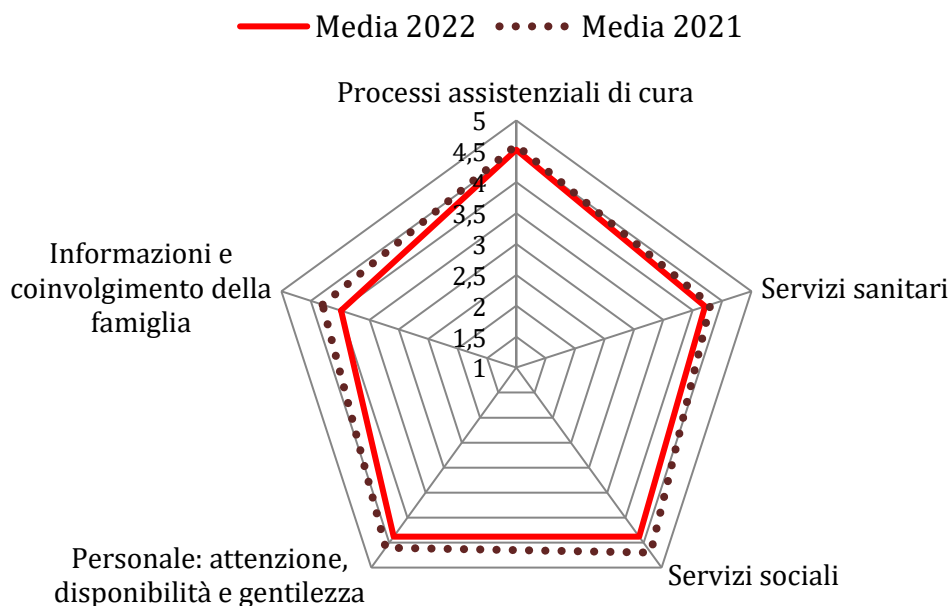 Media 2022 Media 2021
Processi assistenziali di cura
5
4,5
4
3,5
3
2,5
2
1,5
1
Servizi sanitari
Servizi sociali
Personale: attenzione,
disponibilità e gentilezza
Informazioni e
coinvolgimento della
famiglia